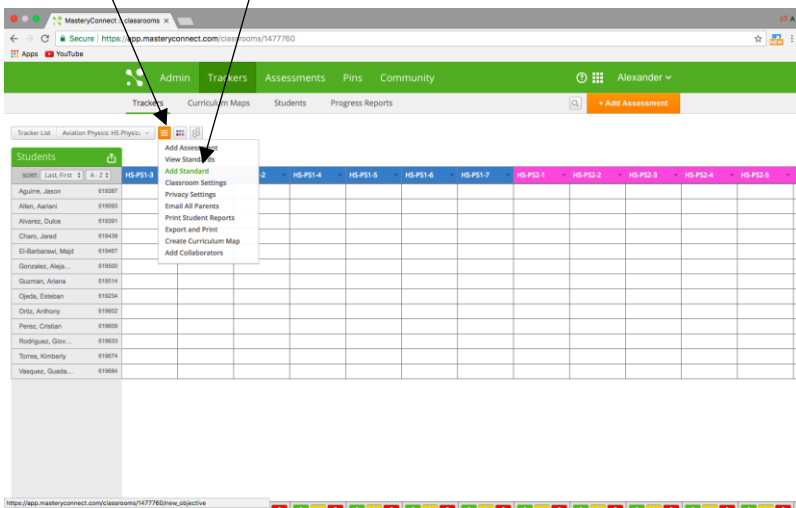 MasteryConnect :: classrooms
Secure https://app.masteryconnect.com/classrooms/1477760
NEW
Apps YouTube
Admin Trackers Assessments Pins Community Alexander
Trackers Curriculum Maps Students Progress Reports + Add Assessment
Tracker List Aviation Physics: HS Physics
Add Assessment
View Standards
Add Standard
Classroom Settings
Privacy Settings
Email All Parents
Print Student Reports
Export and Print
Create Curriculum Map
Add Collaborators
Students
SORT: Last, First A - Z HS-PS1-3 -2 HS-PS1-4 HS-PS1-5 HS-PS1-6 HS-PS1-7 HS-PS2-1 HS-PS2-2 HS-PS2-3 HS-PS2-4 HS-PS2-5
Aguirre, Jason 619387
Allen, Aariani 619093
Alvarez, Dulce 619391
Charo, Jared 619438
El-Barbarawi, Majd 619457
Gonzalez, Aleja... 619500
Guzman, Ariana 619514
Ojeda, Esteban 619234
Ortiz, Anthony 619602
Perez, Cristian 619609
Rodriguez, Giov... 619633
Torres, Kimberly 619674
Vasquez, Guada... 619684
https://app.masteryconnect.com/classrooms/1477760/new_objective